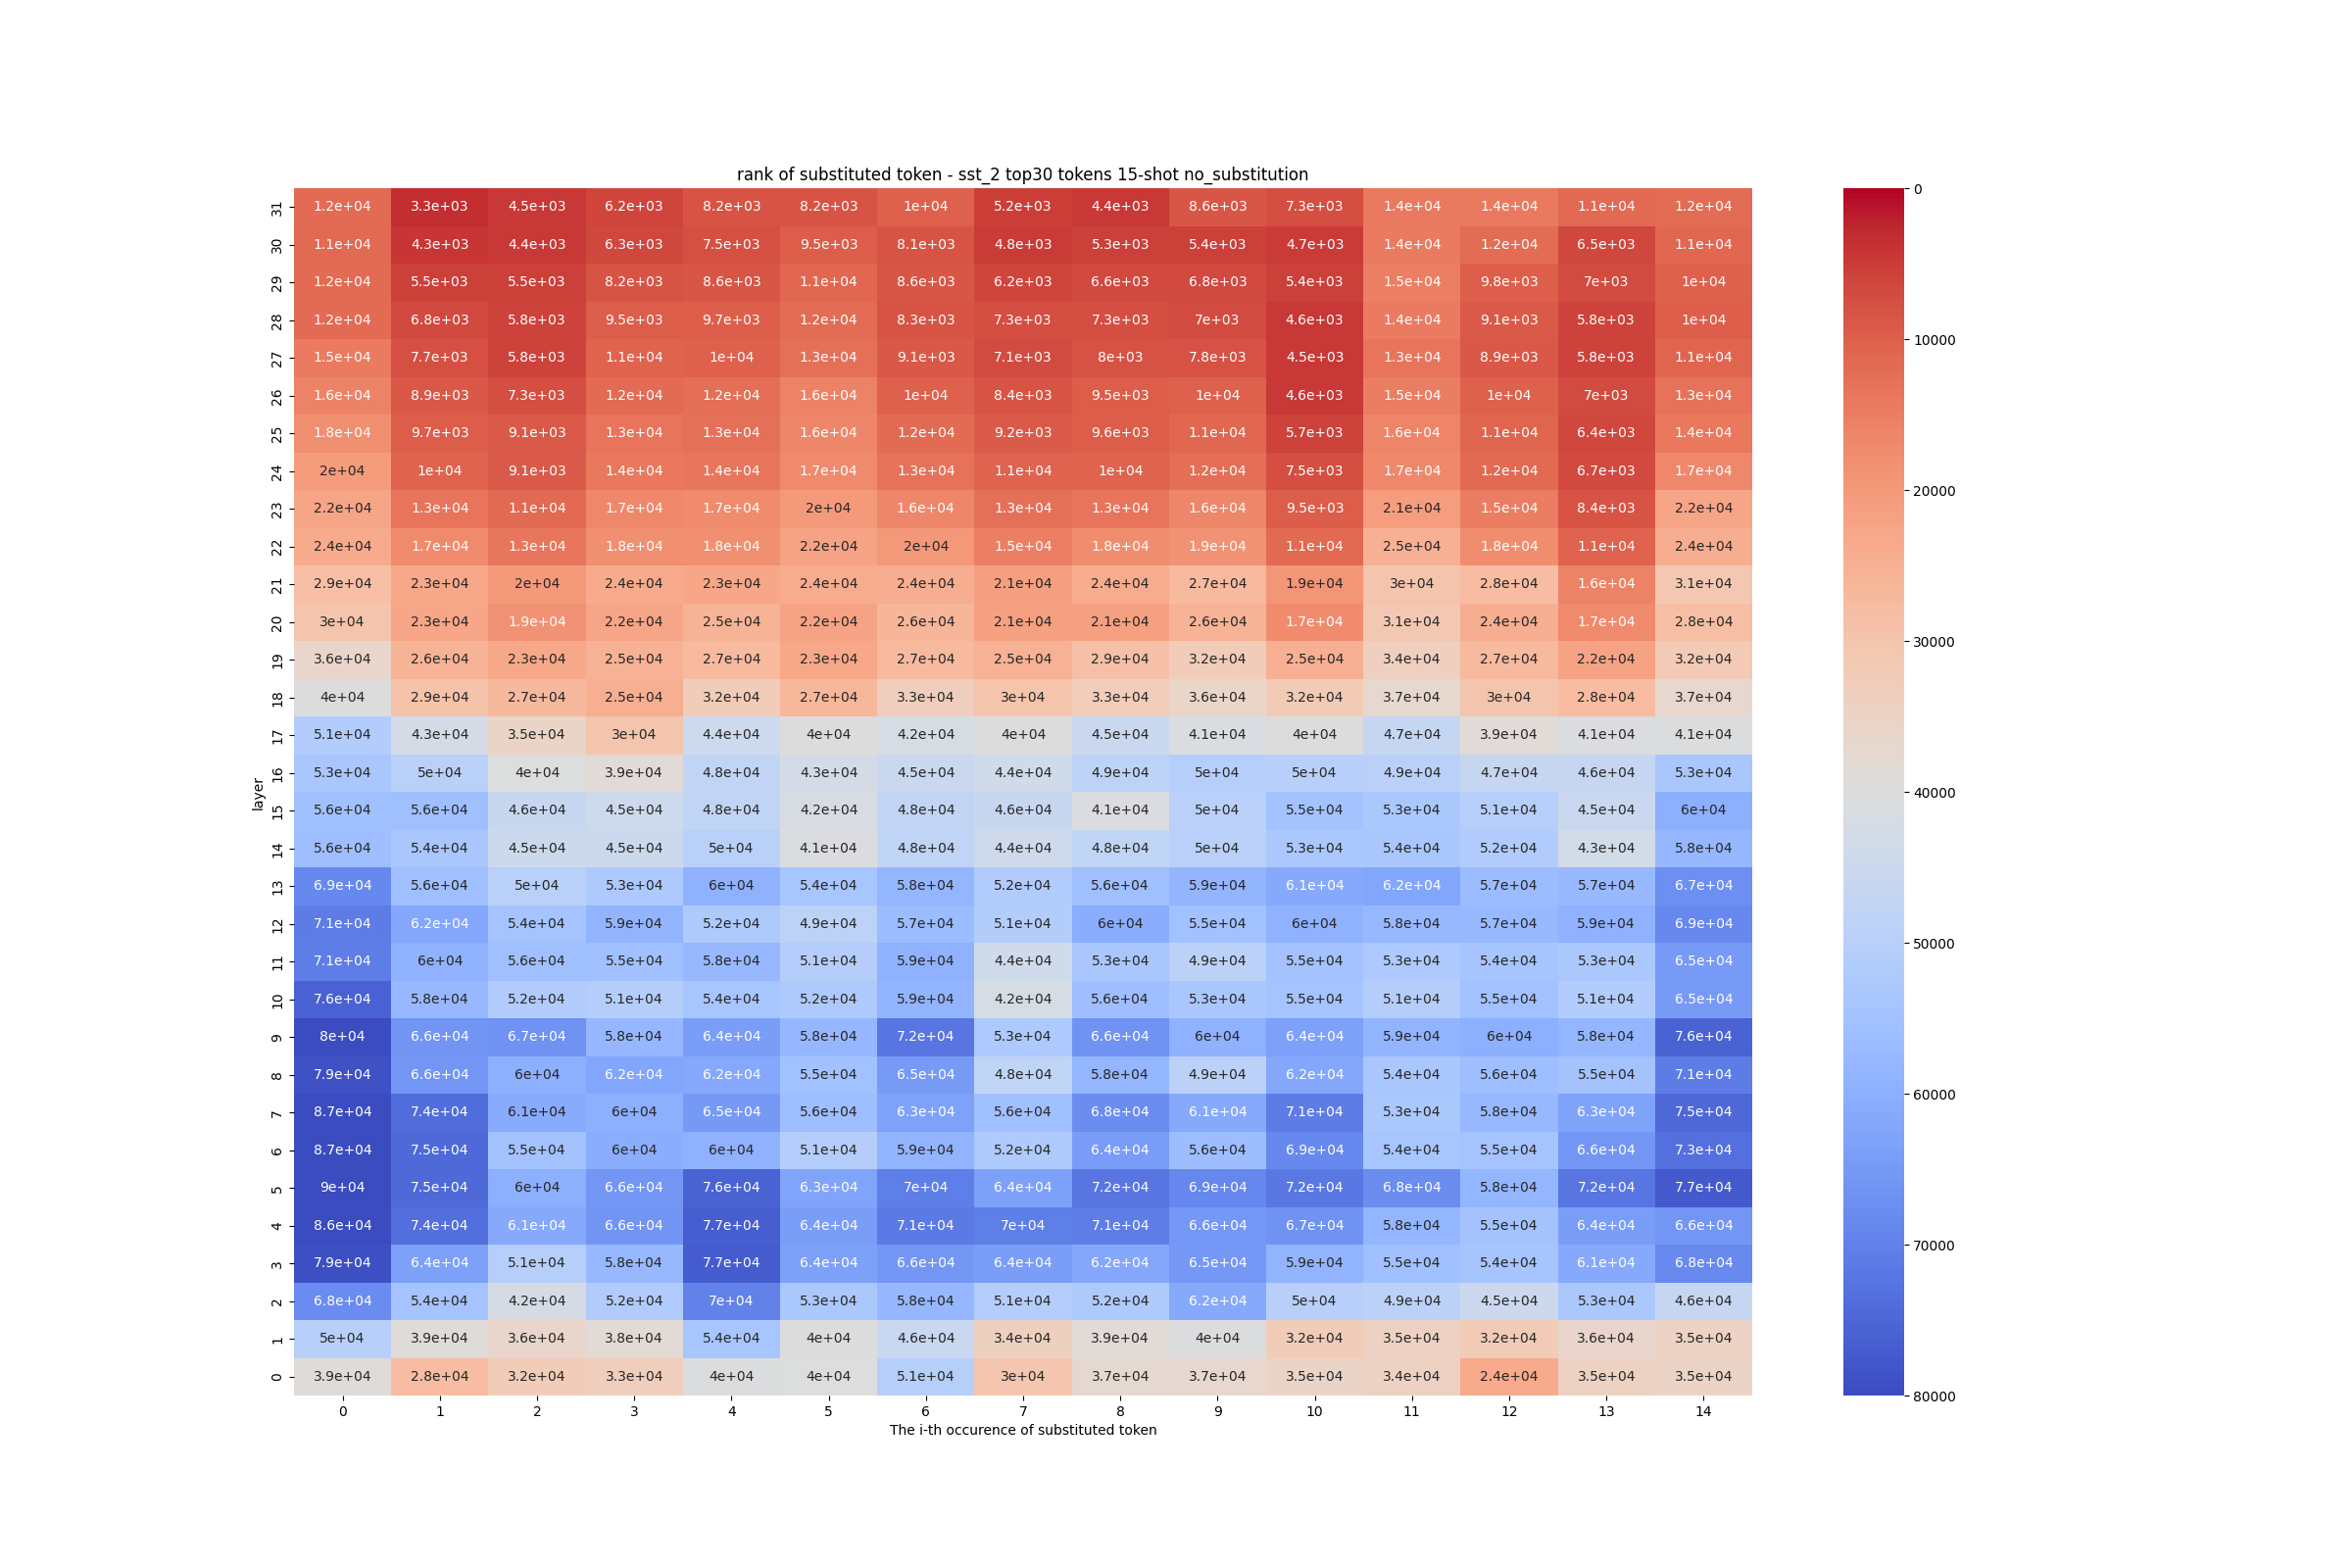 rank of substituted token - sst_2 top30 tokens 15-shot no_substitution
31 1.2e+04 3.3e+03 4.5e+03 6.2e+03 8.2e+03 8.2e+03 1e+04 5.2e+03 4.4e+03 8.6e+03 7.3e+03 1.4e+04 1.4e+04 1.1e+04 1.2e+04 0
30 1.1e+04 4.3e+03 4.4e+03 6.3e+03 7.5e+03 9.5e+03 8.1e+03 4.8e+03 5.3e+03 5.4e+03 4.7e+03 1.4e+04 1.2e+04 6.5e+03 1.1e+04
29 1.2e+04 5.5e+03 5.5e+03 8.2e+03 8.6e+03 1.1e+04 8.6e+03 6.2e+03 6.6e+03 6.8e+03 5.4e+03 1.5e+04 9.8e+03 7e+03 1e+04
28 1.2e+04 6.8e+03 5.8e+03 9.5e+03 9.7e+03 1.2e+04 8.3e+03 7.3e+03 7.3e+03 7e+03 4.6e+03 1.4e+04 9.1e+03 5.8e+03 1e+04
27 1.5e+04 7.7e+03 5.8e+03 1.1e+04 1e+04 1.3e+04 9.1e+03 7.1e+03 8e+03 7.8e+03 4.5e+03 1.3e+04 8.9e+03 5.8e+03 1.1e+04 10000
26 1.6e+04 8.9e+03 7.3e+03 1.2e+04 1.2e+04 1.6e+04 1e+04 8.4e+03 9.5e+03 1e+04 4.6e+03 1.5e+04 1e+04 7e+03 1.3e+04
25 1.8e+04 9.7e+03 9.1e+03 1.3e+04 1.3e+04 1.6e+04 1.2e+04 9.2e+03 9.6e+03 1.1e+04 5.7e+03 1.6e+04 1.1e+04 6.4e+03 1.4e+04
24 2e+04 1e+04 9.1e+03 1.4e+04 1.4e+04 1.7e+04 1.3e+04 1.1e+04 1e+04 1.2e+04 7.5e+03 1.7e+04 1.2e+04 6.7e+03 1.7e+04 20000
23 2.2e+04 1.3e+04 1.1e+04 1.7e+04 1.7e+04 2e+04 1.6e+04 1.3e+04 1.3e+04 1.6e+04 9.5e+03 2.1e+04 1.5e+04 8.4e+03 2.2e+04
22 2.4e+04 1.7e+04 1.3e+04 1.8e+04 1.8e+04 2.2e+04 2e+04 1.5e+04 1.8e+04 1.9e+04 1.1e+04 2.5e+04 1.8e+04 1.1e+04 2.4e+04
21 2.9e+04 2.3e+04 2e+04 2.4e+04 2.3e+04 2.4e+04 2.4e+04 2.1e+04 2.4e+04 2.7e+04 1.9e+04 3e+04 2.8e+04 1.6e+04 3.1e+04
20 3e+04 2.3e+04 1.9e+04 2.2e+04 2.5e+04 2.2e+04 2.6e+04 2.1e+04 2.1e+04 2.6e+04 1.7e+04 3.1e+04 2.4e+04 1.7e+04 2.8e+04 30000
19 3.6e+04 2.6e+04 2.3e+04 2.5e+04 2.7e+04 2.3e+04 2.7e+04 2.5e+04 2.9e+04 3.2e+04 2.5e+04 3.4e+04 2.7e+04 2.2e+04 3.2e+04
18 4e+04 2.9e+04 2.7e+04 2.5e+04 3.2e+04 2.7e+04 3.3e+04 3e+04 3.3e+04 3.6e+04 3.2e+04 3.7e+04 3e+04 2.8e+04 3.7e+04
17 5.1e+04 4.3e+04 3.5e+04 3e+04 4.4e+04 4e+04 4.2e+04 4e+04 4.5e+04 4.1e+04 4e+04 4.7e+04 3.9e+04 4.1e+04 4.1e+04
16 5.3e+04 5e+04 4e+04 3.9e+04 4.8e+04 4.3e+04 4.5e+04 4.4e+04 4.9e+04 5e+04 5e+04 4.9e+04 4.7e+04 4.6e+04 5.3e+04 40000
layer
15 5.6e+04 5.6e+04 4.6e+04 4.5e+04 4.8e+04 4.2e+04 4.8e+04 4.6e+04 4.1e+04 5e+04 5.5e+04 5.3e+04 5.1e+04 4.5e+04 6e+04
14 5.6e+04 5.4e+04 4.5e+04 4.5e+04 5e+04 4.1e+04 4.8e+04 4.4e+04 4.8e+04 5e+04 5.3e+04 5.4e+04 5.2e+04 4.3e+04 5.8e+04
13 6.9e+04 5.6e+04 5e+04 5.3e+04 6e+04 5.4e+04 5.8e+04 5.2e+04 5.6e+04 5.9e+04 6.1e+04 6.2e+04 5.7e+04 5.7e+04 6.7e+04
12 7.1e+04 6.2e+04 5.4e+04 5.9e+04 5.2e+04 4.9e+04 5.7e+04 5.1e+04 6e+04 5.5e+04 6e+04 5.8e+04 5.7e+04 5.9e+04 6.9e+04 50000
11 7.1e+04 6e+04 5.6e+04 5.5e+04 5.8e+04 5.1e+04 5.9e+04 4.4e+04 5.3e+04 4.9e+04 5.5e+04 5.3e+04 5.4e+04 5.3e+04 6.5e+04
10 7.6e+04 5.8e+04 5.2e+04 5.1e+04 5.4e+04 5.2e+04 5.9e+04 4.2e+04 5.6e+04 5.3e+04 5.5e+04 5.1e+04 5.5e+04 5.1e+04 6.5e+04
9 8e+04 6.6e+04 6.7e+04 5.8e+04 6.4e+04 5.8e+04 7.2e+04 5.3e+04 6.6e+04 6e+04 6.4e+04 5.9e+04 6e+04 5.8e+04 7.6e+04
8 7.9e+04 6.6e+04 6e+04 6.2e+04 6.2e+04 5.5e+04 6.5e+04 4.8e+04 5.8e+04 4.9e+04 6.2e+04 5.4e+04 5.6e+04 5.5e+04 7.1e+04 60000
7 8.7e+04 7.4e+04 6.1e+04 6e+04 6.5e+04 5.6e+04 6.3e+04 5.6e+04 6.8e+04 6.1e+04 7.1e+04 5.3e+04 5.8e+04 6.3e+04 7.5e+04
6 8.7e+04 7.5e+04 5.5e+04 6e+04 6e+04 5.1e+04 5.9e+04 5.2e+04 6.4e+04 5.6e+04 6.9e+04 5.4e+04 5.5e+04 6.6e+04 7.3e+04
5 9e+04 7.5e+04 6e+04 6.6e+04 7.6e+04 6.3e+04 7e+04 6.4e+04 7.2e+04 6.9e+04 7.2e+04 6.8e+04 5.8e+04 7.2e+04 7.7e+04
4 8.6e+04 7.4e+04 6.1e+04 6.6e+04 7.7e+04 6.4e+04 7.1e+04 7e+04 7.1e+04 6.6e+04 6.7e+04 5.8e+04 5.5e+04 6.4e+04 6.6e+04 70000
3 7.9e+04 6.4e+04 5.1e+04 5.8e+04 7.7e+04 6.4e+04 6.6e+04 6.4e+04 6.2e+04 6.5e+04 5.9e+04 5.5e+04 5.4e+04 6.1e+04 6.8e+04
2 6.8e+04 5.4e+04 4.2e+04 5.2e+04 7e+04 5.3e+04 5.8e+04 5.1e+04 5.2e+04 6.2e+04 5e+04 4.9e+04 4.5e+04 5.3e+04 4.6e+04
1 5e+04 3.9e+04 3.6e+04 3.8e+04 5.4e+04 4e+04 4.6e+04 3.4e+04 3.9e+04 4e+04 3.2e+04 3.5e+04 3.2e+04 3.6e+04 3.5e+04
0 3.9e+04 2.8e+04 3.2e+04 3.3e+04 4e+04 4e+04 5.1e+04 3e+04 3.7e+04 3.7e+04 3.5e+04 3.4e+04 2.4e+04 3.5e+04 3.5e+04 80000
0 1 2 3 4 5 6 7 8 9 10 11 12 13 14
The i-th occurence of substituted token